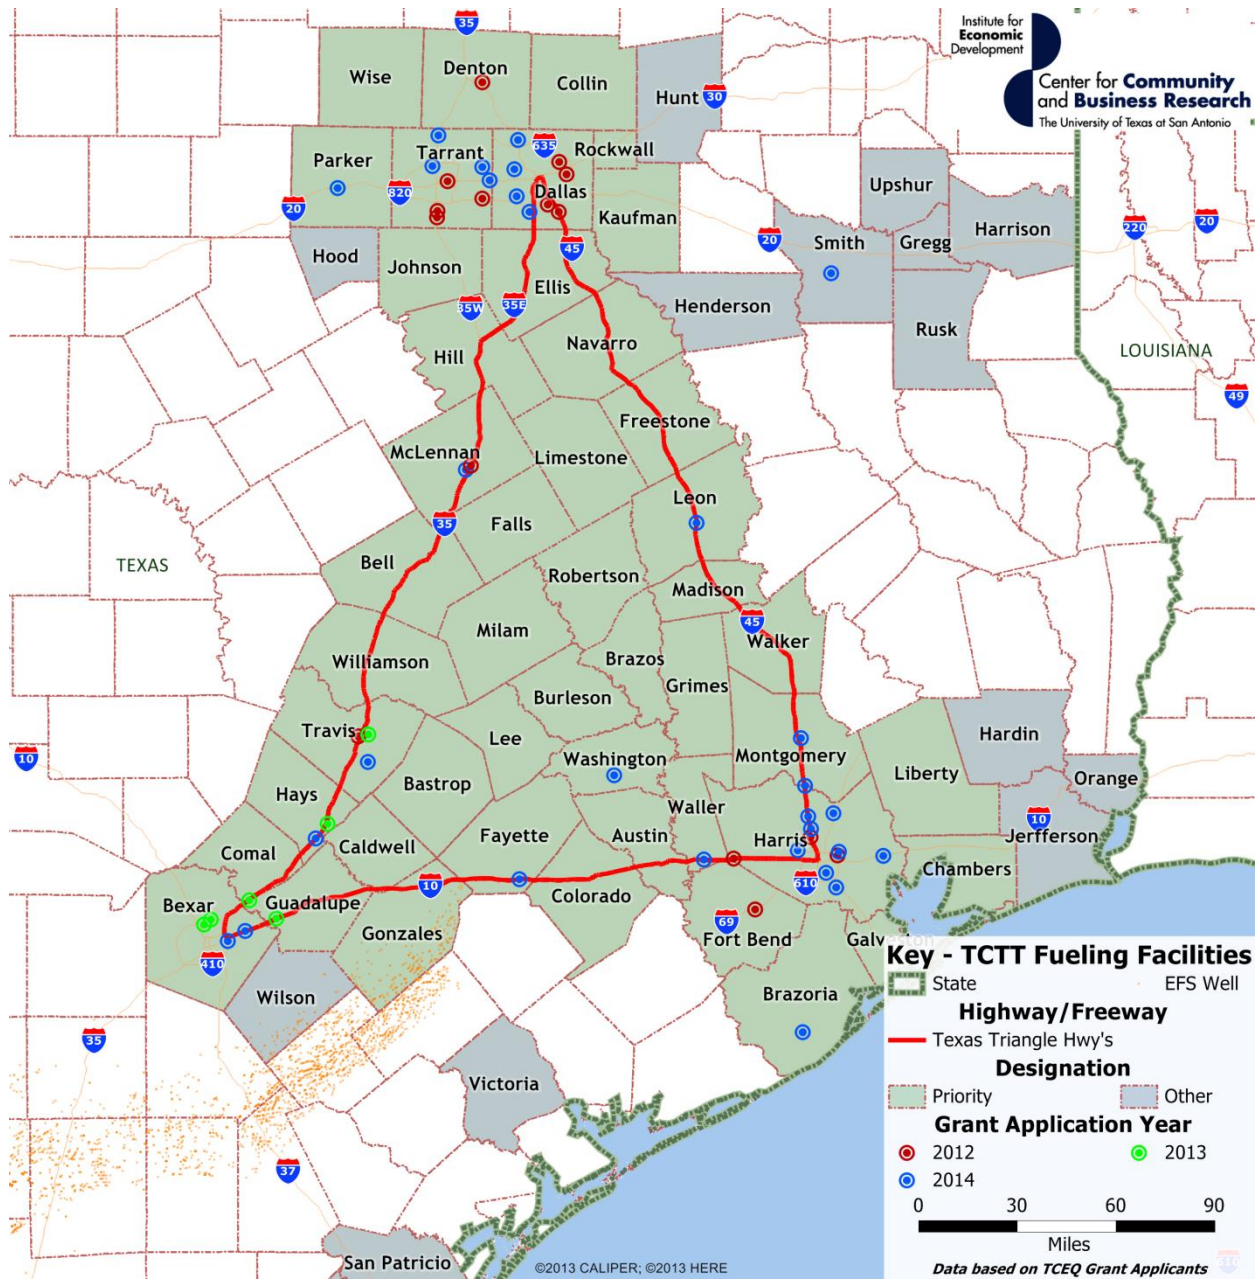 Institute for
Economic
Development
Center for Community
and Business Research
The University of Texas at San Antonio
35
Wise
Denton
Collin
Hunt
30
Parker
Tarrant
635
Rockwall
820
20
Dallas
Kaufman
Upshur
Harrison
Gregg
Smith
20
220
20
Hood
Johnson
45
Ellis
35W
35E
Henderson
Rusk
LOUISIANA
49
Hill
Navarro
Freestone
McLennan
Limestone
Leon
35
Falls
TEXAS
Bell
Robertson
Madison
45
Milam
Walker
Williamson
Brazos
Grimes
Burleson
Travis
Lee
Washington
Montgomery
Hardin
10
Liberty
Orange
Hays
Bastrop
Waller
10
Jerfferson
Fayette
Austin
Harris
Comal
Caldwell
Chambers
610
10
Bexar
Guadalupe
Colorado
69
Gonzales
Fort Bend
Galveston
410
Wilson
Brazoria
35
Victoria
37
San Patricio
Key - TCTT Fueling Facilities
State
EFS Well
Highway/Freeway
Texas Triangle Hwy's
Designation
Priority
Other
Grant Application Year
2012
2013
2014
0 30 60 90
Miles
Data based on TCEQ Grant Applicants
610
©2013 CALIPER; ©2013 HERE